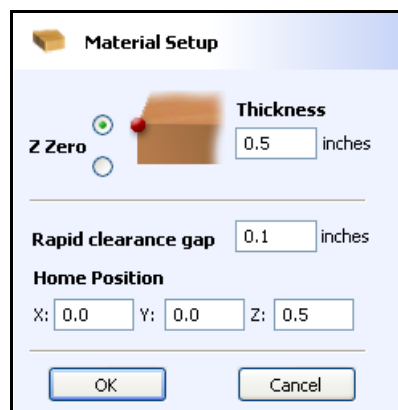 Material Setup
Thickness
Z Zero 0.5 inches
Rapid clearance gap 0.1 inches
Home Position
X: 0.0 Y: 0.0 Z: 0.5
OK Cancel